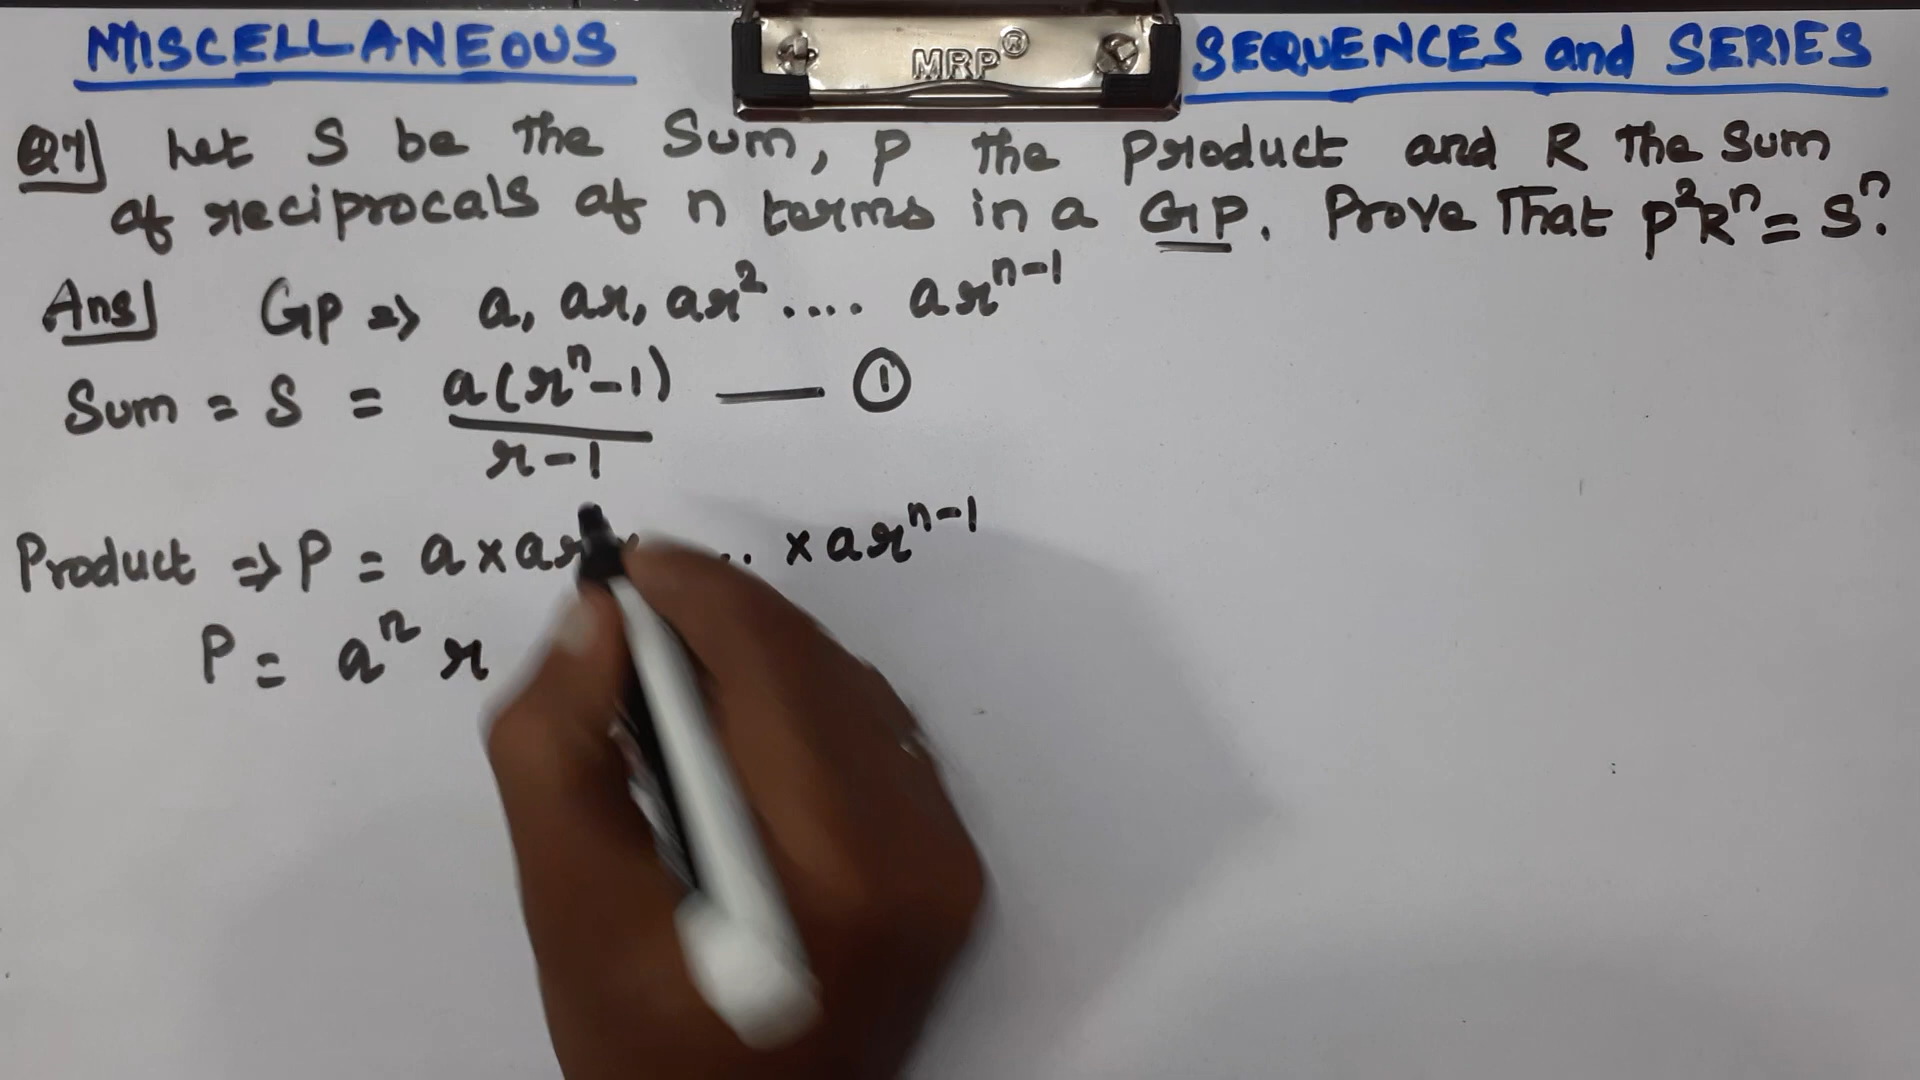 MISCELLANEOUS
MRP®
SEQUENCES and SERIES
Q7] Let S be the Sum, P the Product and R the Sum
of reciprocals of n terms in a GP. Prove That P²Rⁿ = Sⁿ.
Ans] GP ⇒ a, ar, ar² .... arⁿ⁻¹
Sum = S = a(rⁿ-1) / r-1 —— ①
Product ⇒ P = a × ar .. × arⁿ⁻¹
P = aⁿ r